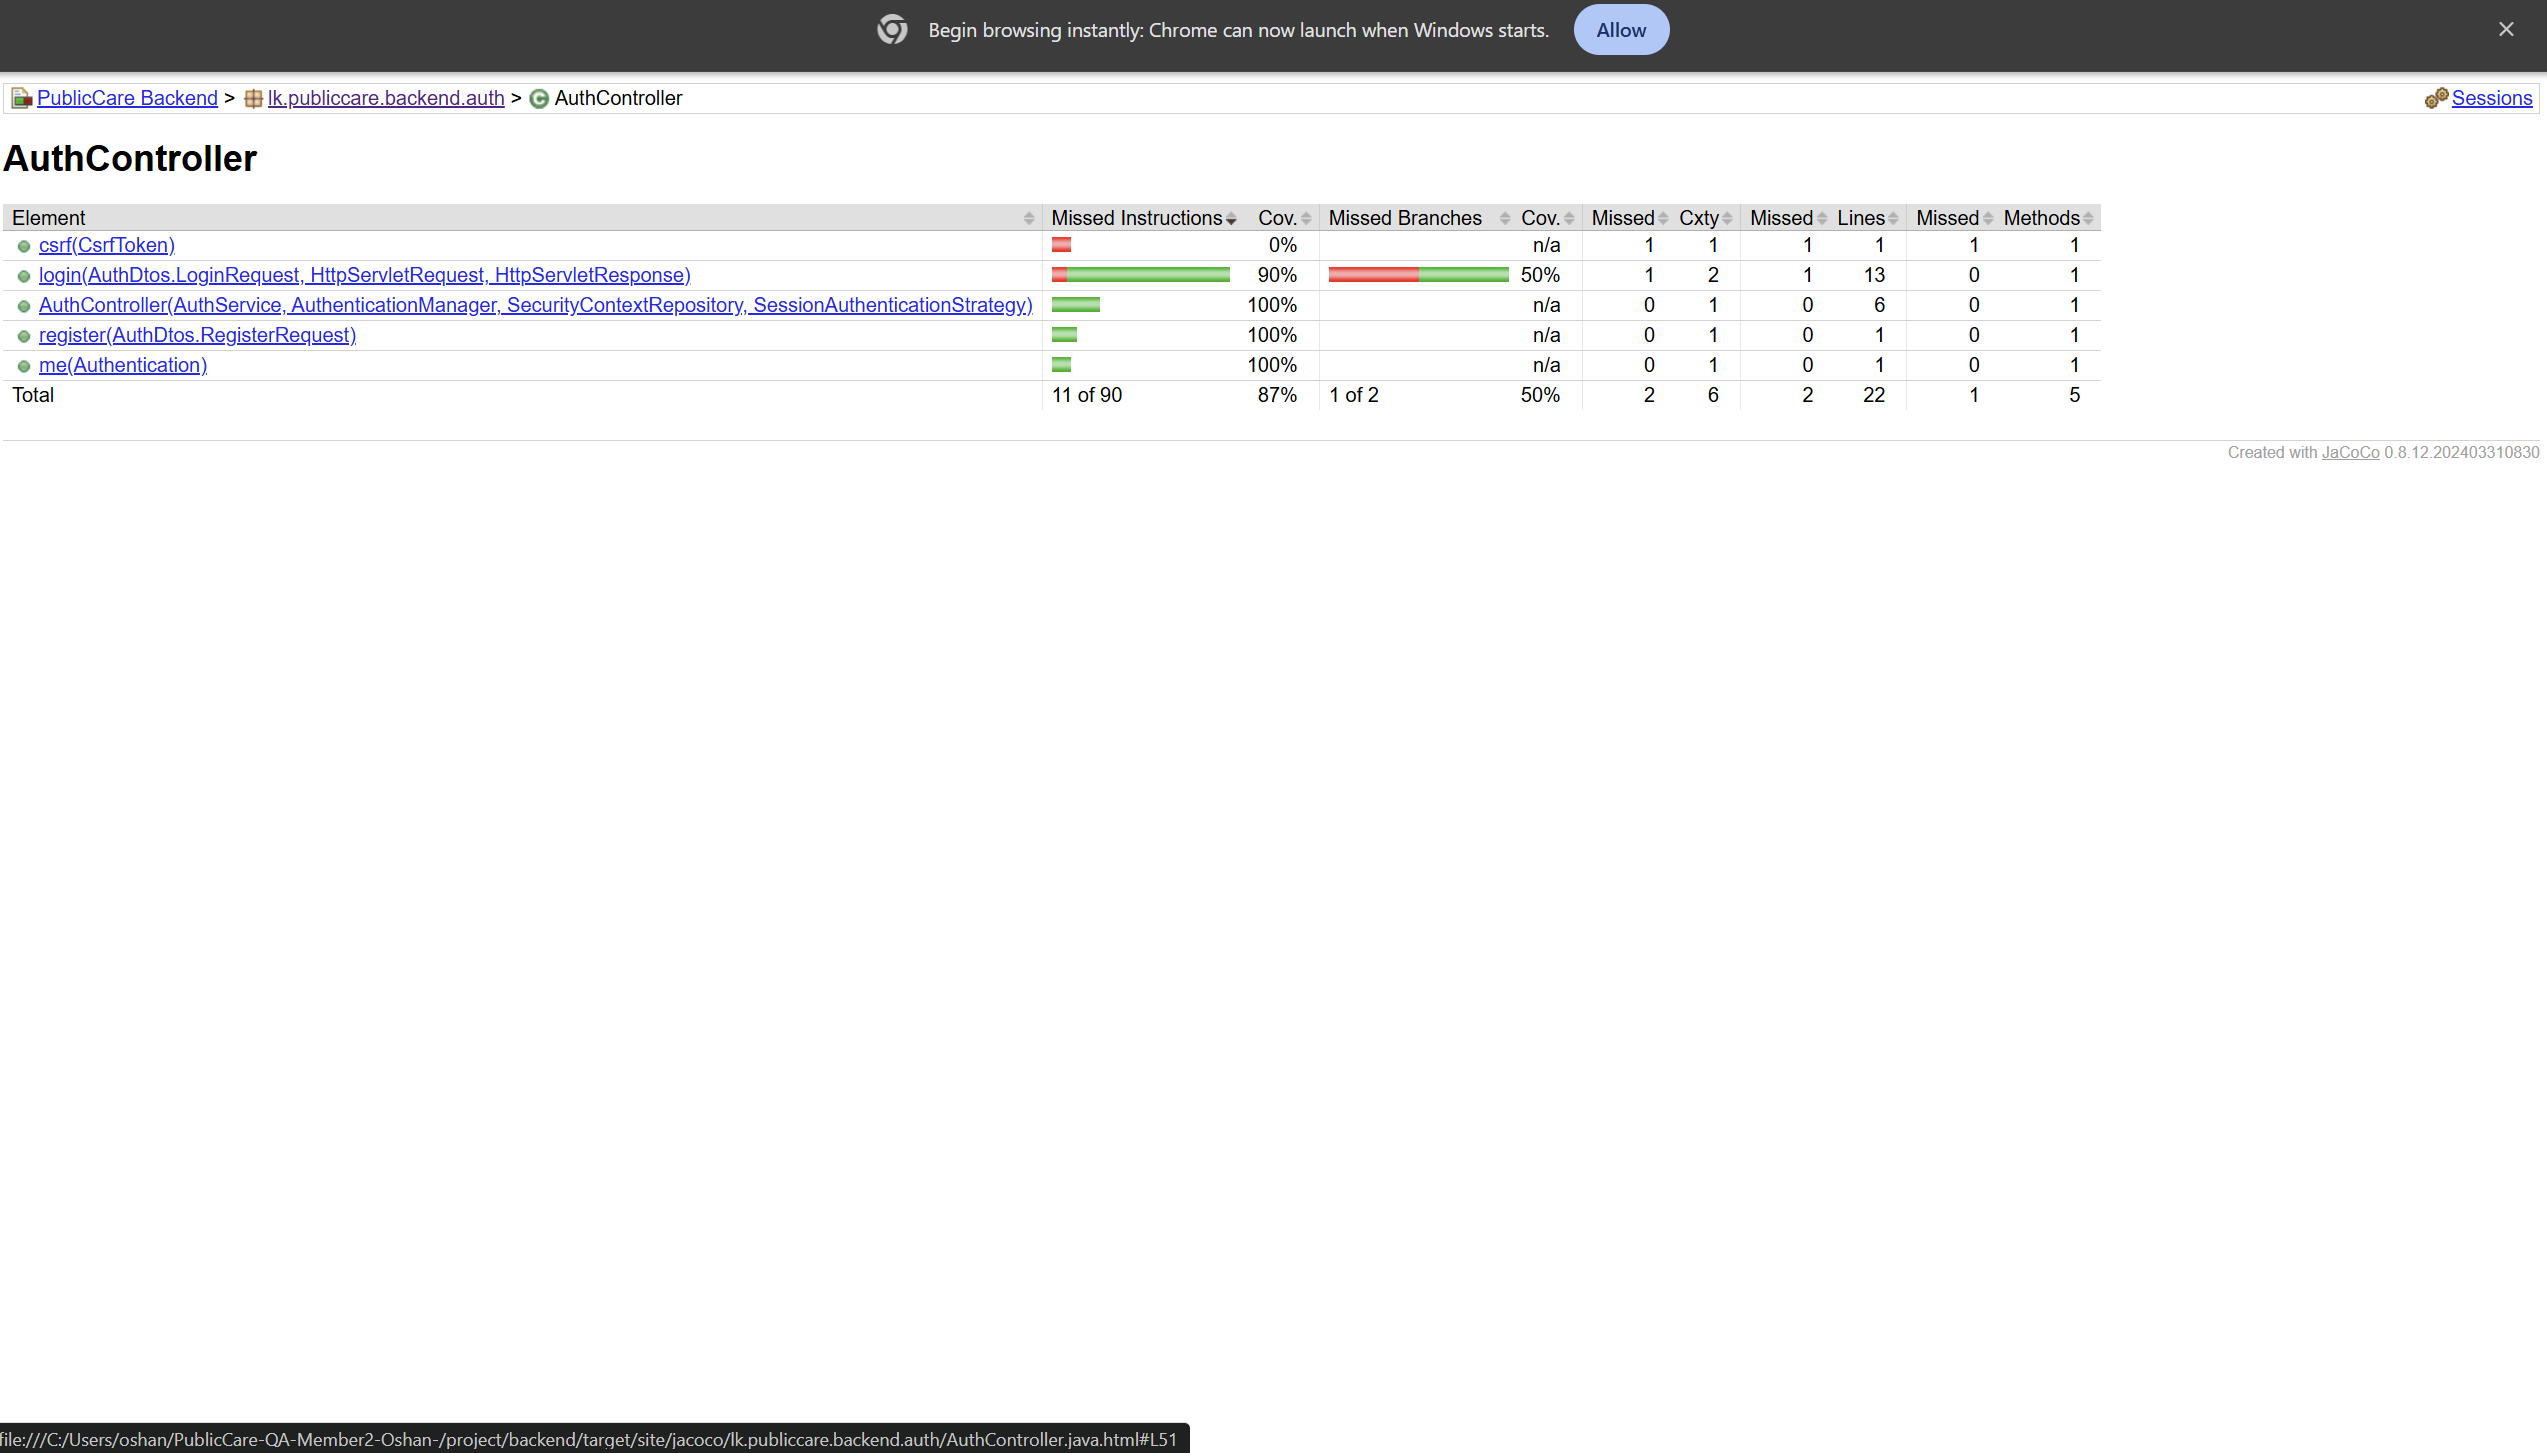 Begin browsing instantly: Chrome can now launch when Windows starts. Allow
PublicCare Backend > lk.publiccare.backend.auth > AuthController Sessions
AuthController
Element Missed Instructions Cov. Missed Branches Cov. Missed Cxty Missed Lines Missed Methods
csrf(CsrfToken) 0% n/a 1 1 1 1 1 1
login(AuthDtos.LoginRequest, HttpServletRequest, HttpServletResponse) 90% 50% 1 2 1 13 0 1
AuthController(AuthService, AuthenticationManager, SecurityContextRepository, SessionAuthenticationStrategy) 100% n/a 0 1 0 6 0 1
register(AuthDtos.RegisterRequest) 100% n/a 0 1 0 1 0 1
me(Authentication) 100% n/a 0 1 0 1 0 1
Total 11 of 90 87% 1 of 2 50% 2 6 2 22 1 5
Created with JaCoCo 0.8.12.202403310830
file:///C:/Users/oshan/PublicCare-QA-Member2-Oshan-/project/backend/target/site/jacoco/lk.publiccare.backend.auth/AuthController.java.html#L51